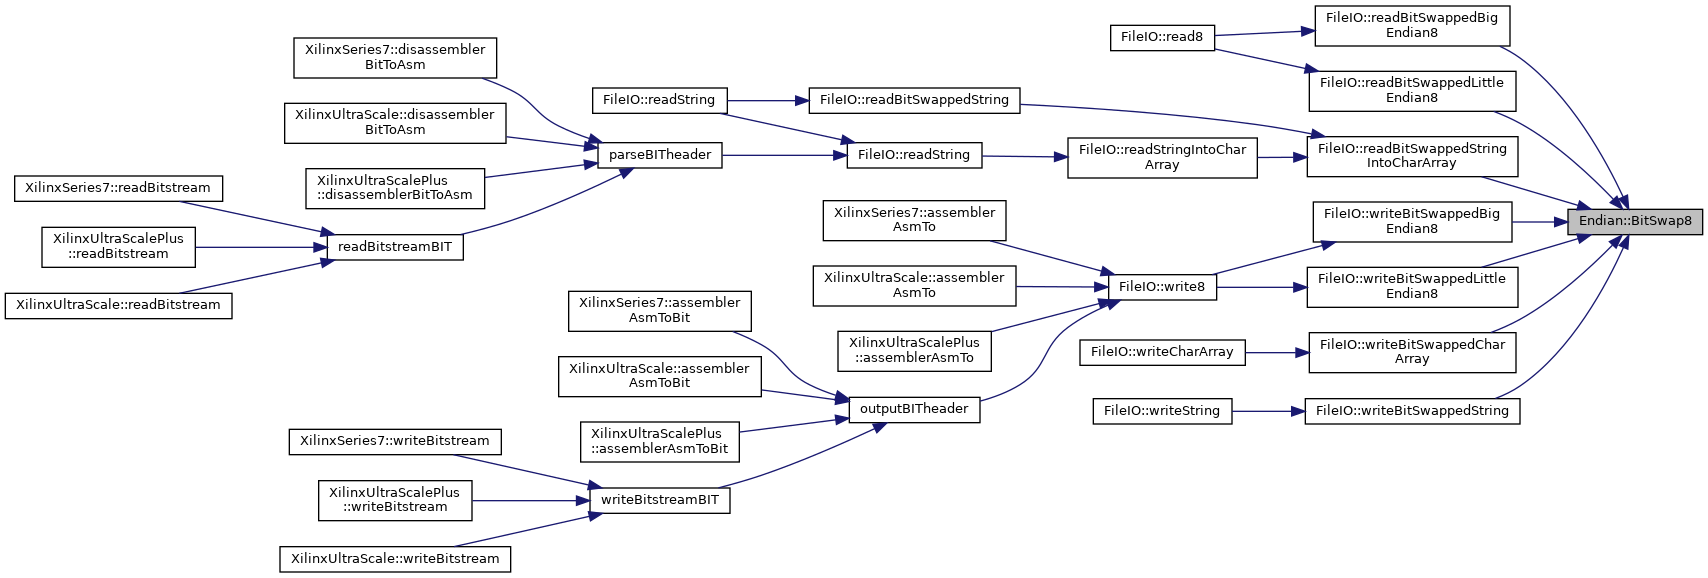 FileIO::readBitSwappedBig
Endian8
FileIO::read8
XilinxSeries7::disassembler
BitToAsm
FileIO::readBitSwappedLittle
Endian8
FileIO::readString
FileIO::readBitSwappedString
XilinxUltraScale::disassembler
BitToAsm
parseBITheader
FileIO::readString
FileIO::readStringIntoChar
Array
FileIO::readBitSwappedString
IntoCharArray
XilinxUltraScalePlus
::disassemblerBitToAsm
XilinxSeries7::readBitstream
XilinxUltraScalePlus
::readBitstream
readBitstreamBIT
XilinxUltraScale::readBitstream
XilinxSeries7::assembler
AsmTo
FileIO::writeBitSwappedBig
Endian8
Endian::BitSwap8
XilinxUltraScale::assembler
AsmTo
FileIO::write8
FileIO::writeBitSwappedLittle
Endian8
XilinxSeries7::assembler
AsmToBit
XilinxUltraScalePlus
::assemblerAsmTo
FileIO::writeCharArray
FileIO::writeBitSwappedChar
Array
XilinxUltraScale::assembler
AsmToBit
outputBITheader
FileIO::writeString
FileIO::writeBitSwappedString
XilinxUltraScalePlus
::assemblerAsmToBit
XilinxSeries7::writeBitstream
XilinxUltraScalePlus
::writeBitstream
writeBitstreamBIT
XilinxUltraScale::writeBitstream